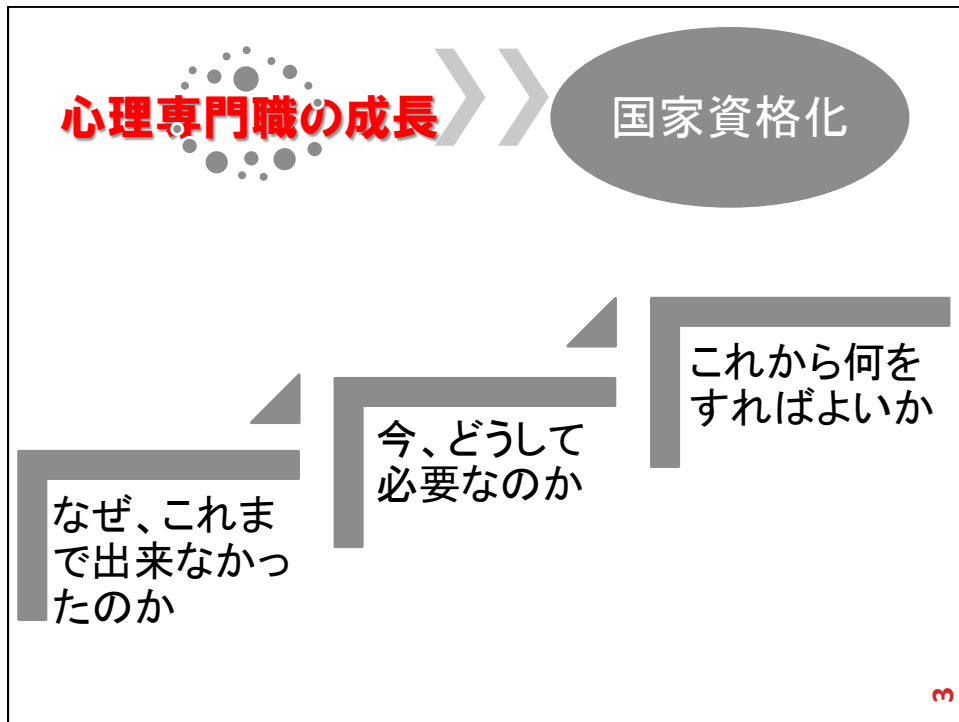 心理専門職の成長
国家資格化
なぜ、これま
で出来なかっ
たのか
今、どうして
必要なのか
これから何を
すればよいか
3